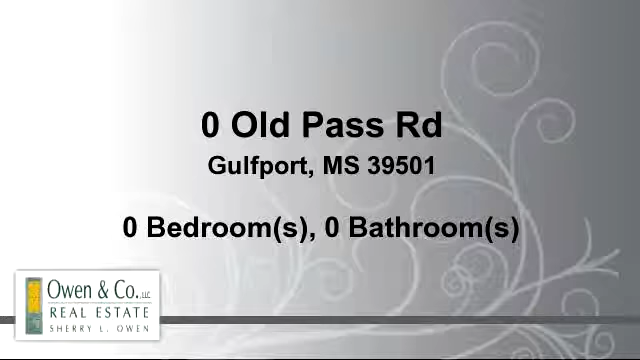 0 Old Pass Rd
Gulfport, MS 39501
0 Bedroom(s), 0 Bathroom(s)
Owen & Co., LLC
REAL ESTATE
SHERRY L. OWEN